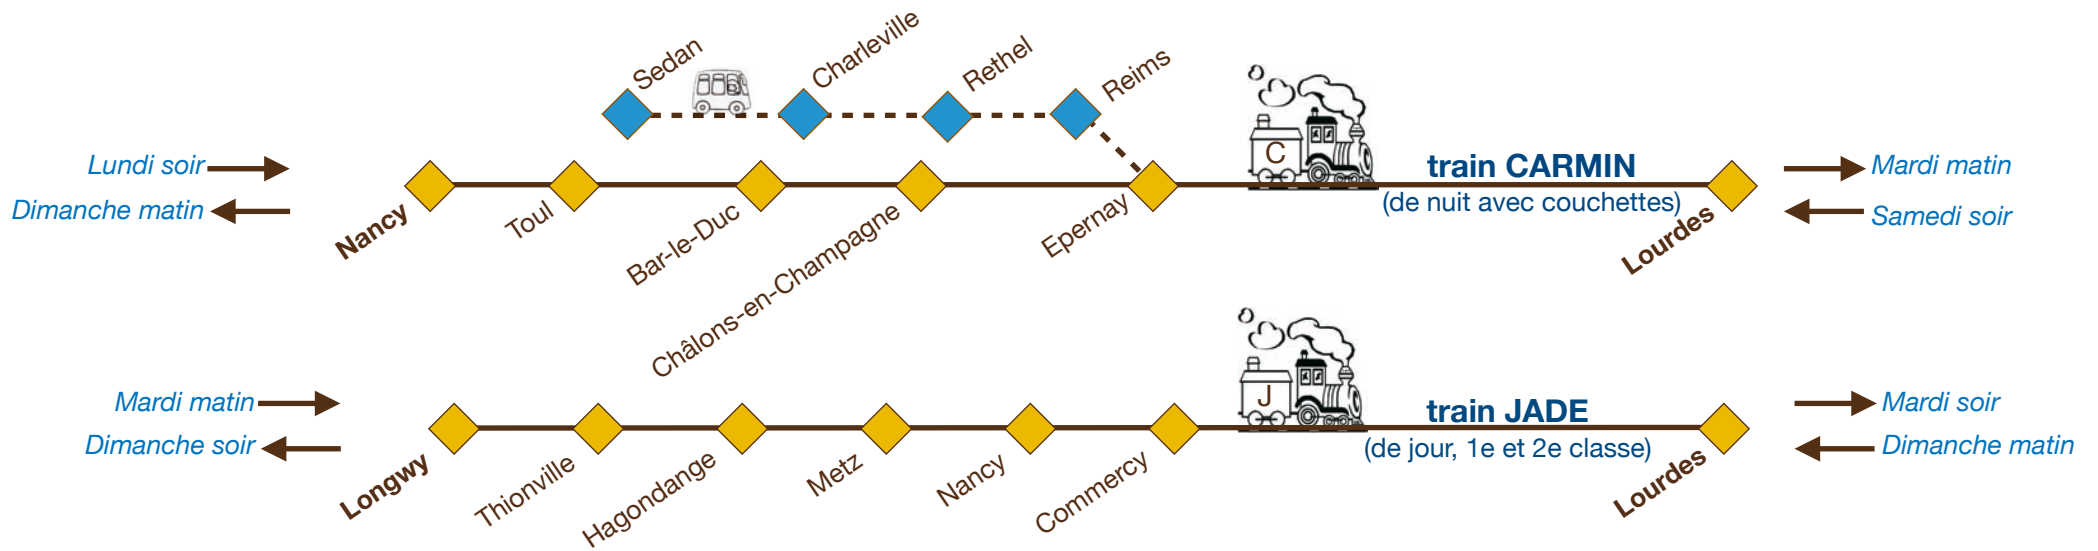 Sedan
Charleville
Rethel
Reims
Lundi soir
Dimanche matin
C
train CARMIN
(de nuit avec couchettes)
Mardi matin
Samedi soir
Nancy
Toul
Bar-le-Duc
Châlons-en-Champagne
Epernay
Lourdes
Mardi matin
Dimanche soir
J
train JADE
(de jour, 1e et 2e classe)
Mardi soir
Dimanche matin
Longwy
Thionville
Hagondange
Metz
Nancy
Commercy
Lourdes